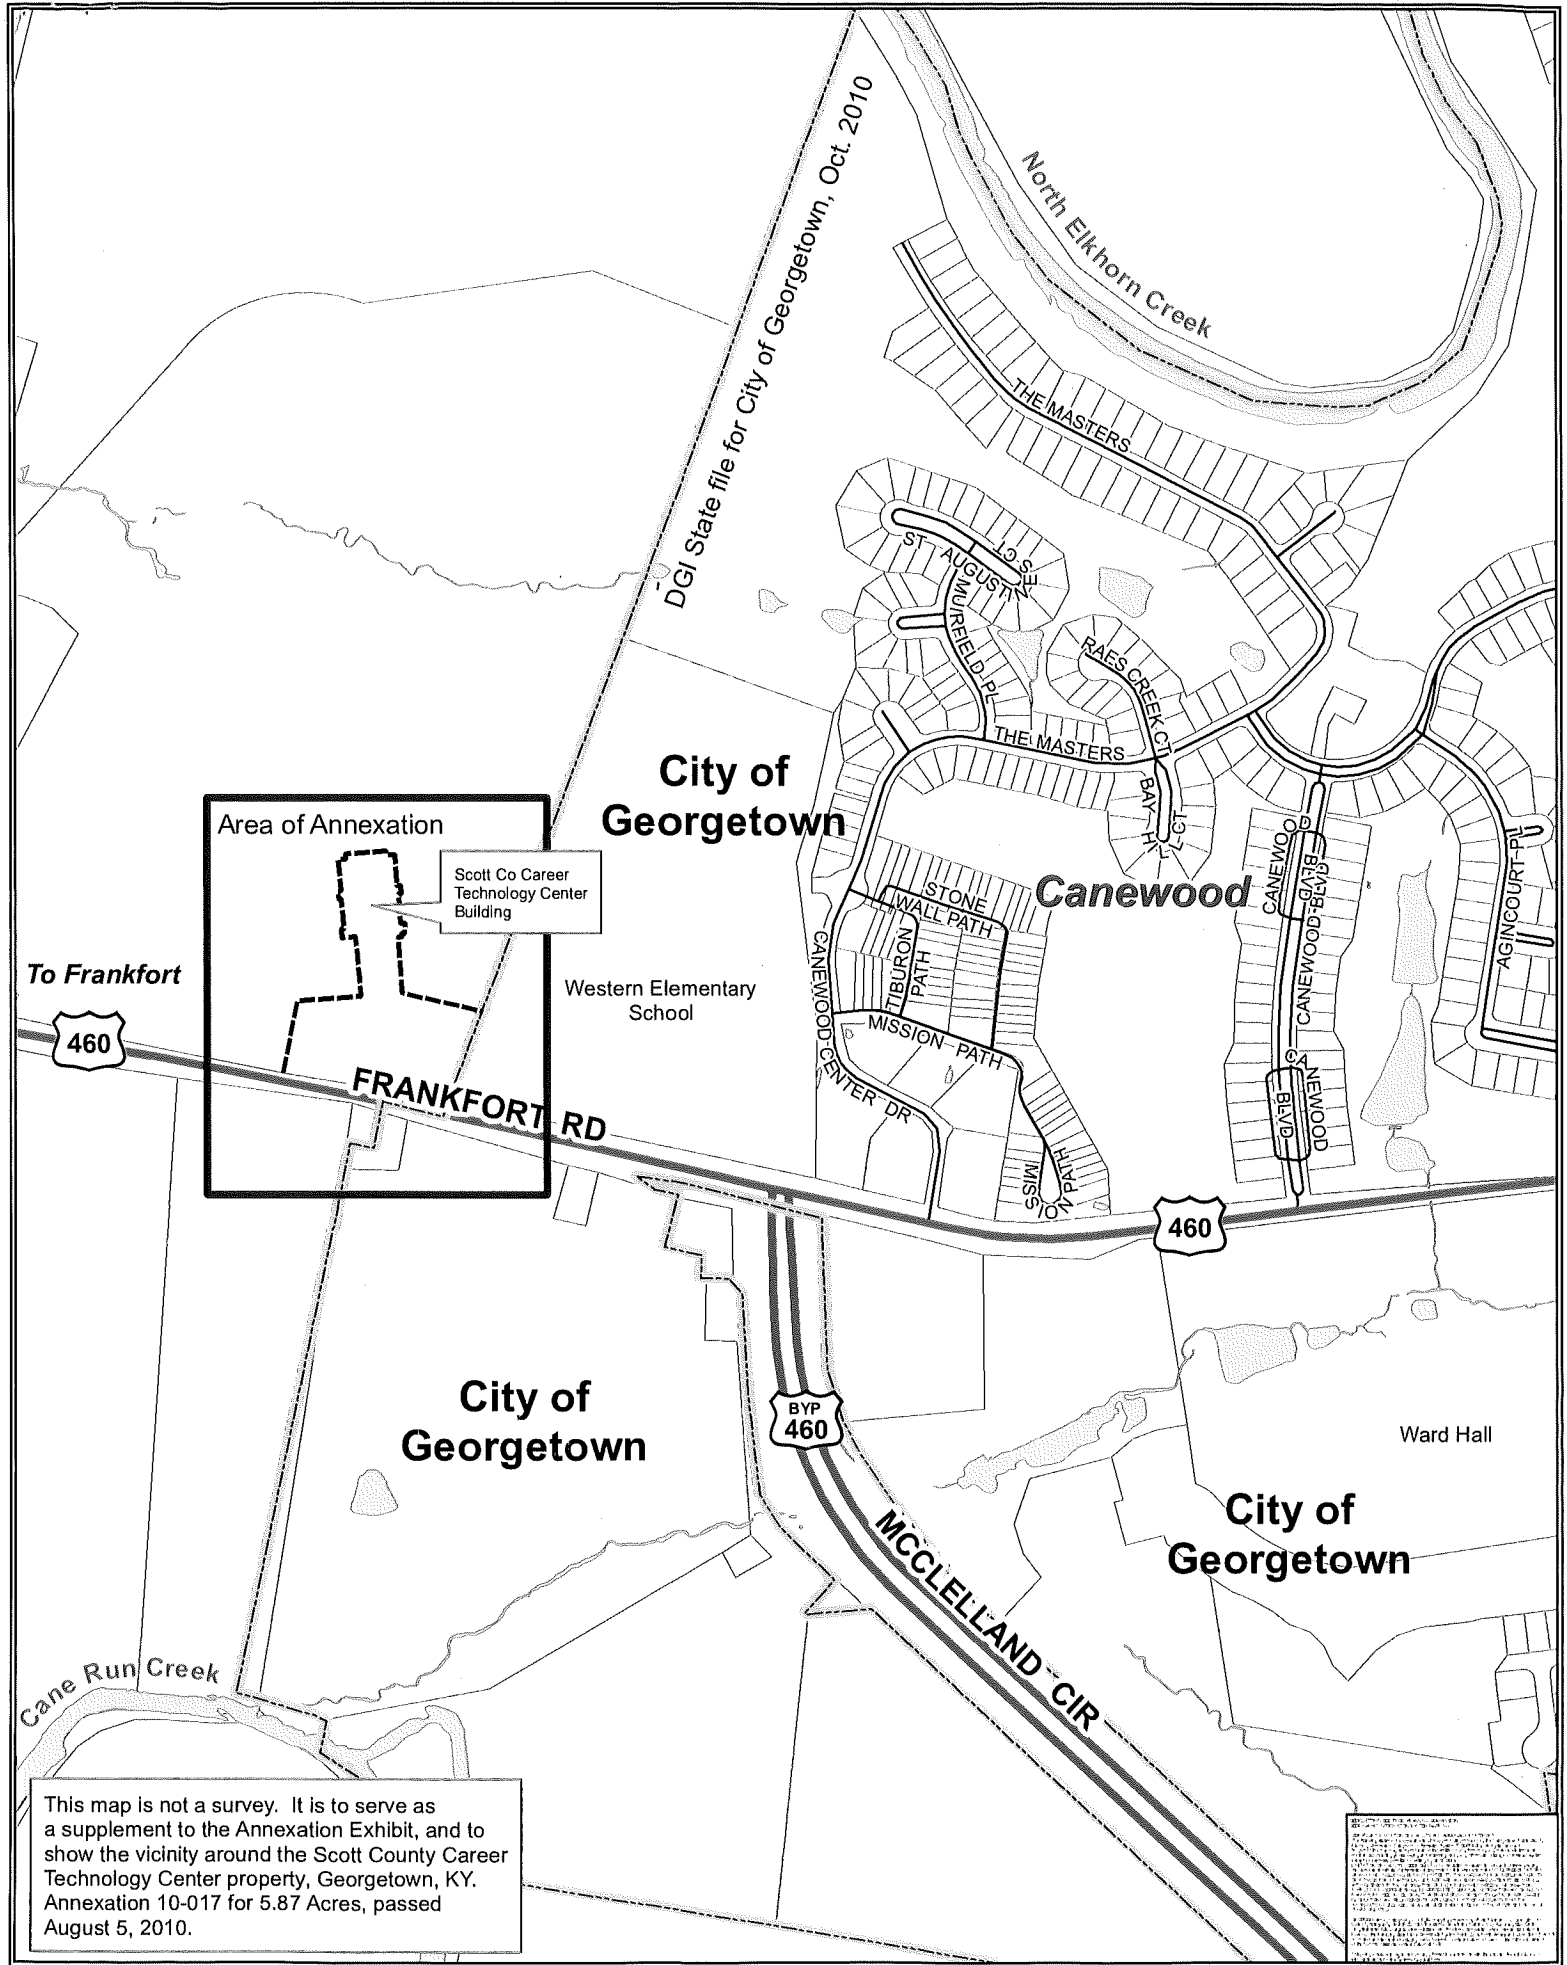 DGI State file for City of Georgetown, Oct. 2010
North Elkhorn Creek
THE MASTERS
ST AUGUSTINES CT
MUIRFIELD PL
RAES CREEK CT
THE MASTERS
City of
Georgetown
BAY HILL CT
Area of Annexation
Scott Co Career
Technology Center
Building
Canewood
CANEWOOD BLVD
CANEWOOD BLVD
AGINCOURT PL
STONE
WALL PATH
TIBURON
PATH
CANEWOOD CENTER DR
MISSION PATH
To Frankfort
460
Western Elementary
School
FRANKFORT RD
CANEWOOD
BLVD
MISSION PATH
460
City of
Georgetown
BYP
460
Ward Hall
City of
Georgetown
MCCLELLAND CIR
Cane Run Creek
This map is not a survey. It is to serve as
a supplement to the Annexation Exhibit, and to
show the vicinity around the Scott County Career
Technology Center property, Georgetown, KY.
Annexation 10-017 for 5.87 Acres, passed
August 5, 2010.